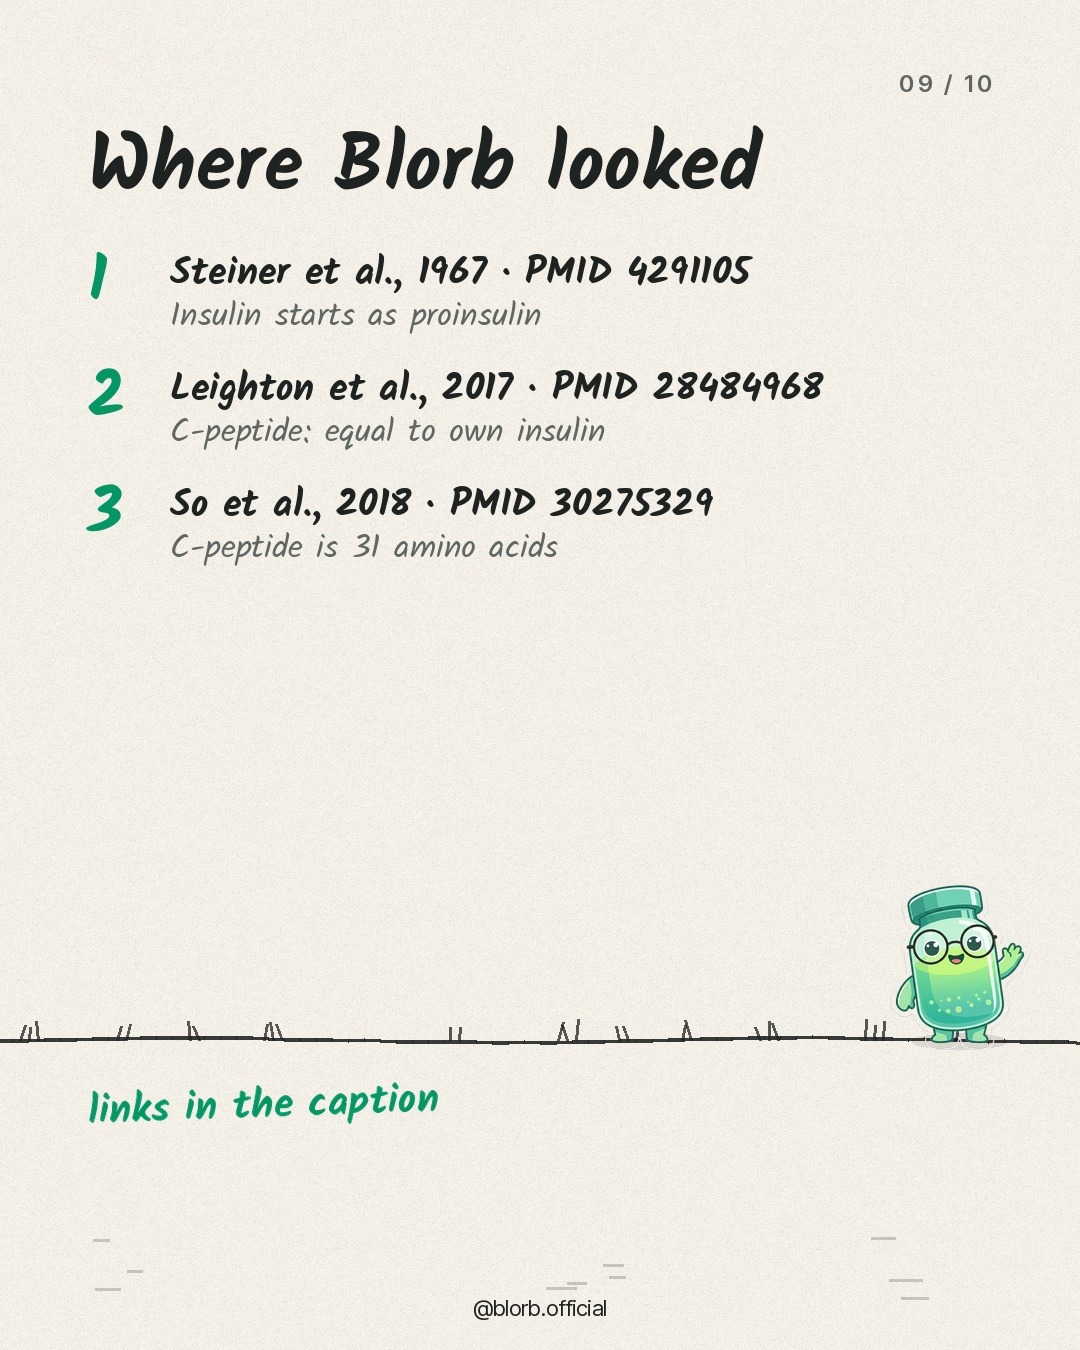 09 / 10
Where Blorb looked
1
Steiner et al., 1967 · PMID 4291105
Insulin starts as proinsulin
2
Leighton et al., 2017 · PMID 28484968
C-peptide: equal to own insulin
3
So et al., 2018 · PMID 30275329
C-peptide is 31 amino acids
links in the caption
@blorb.official